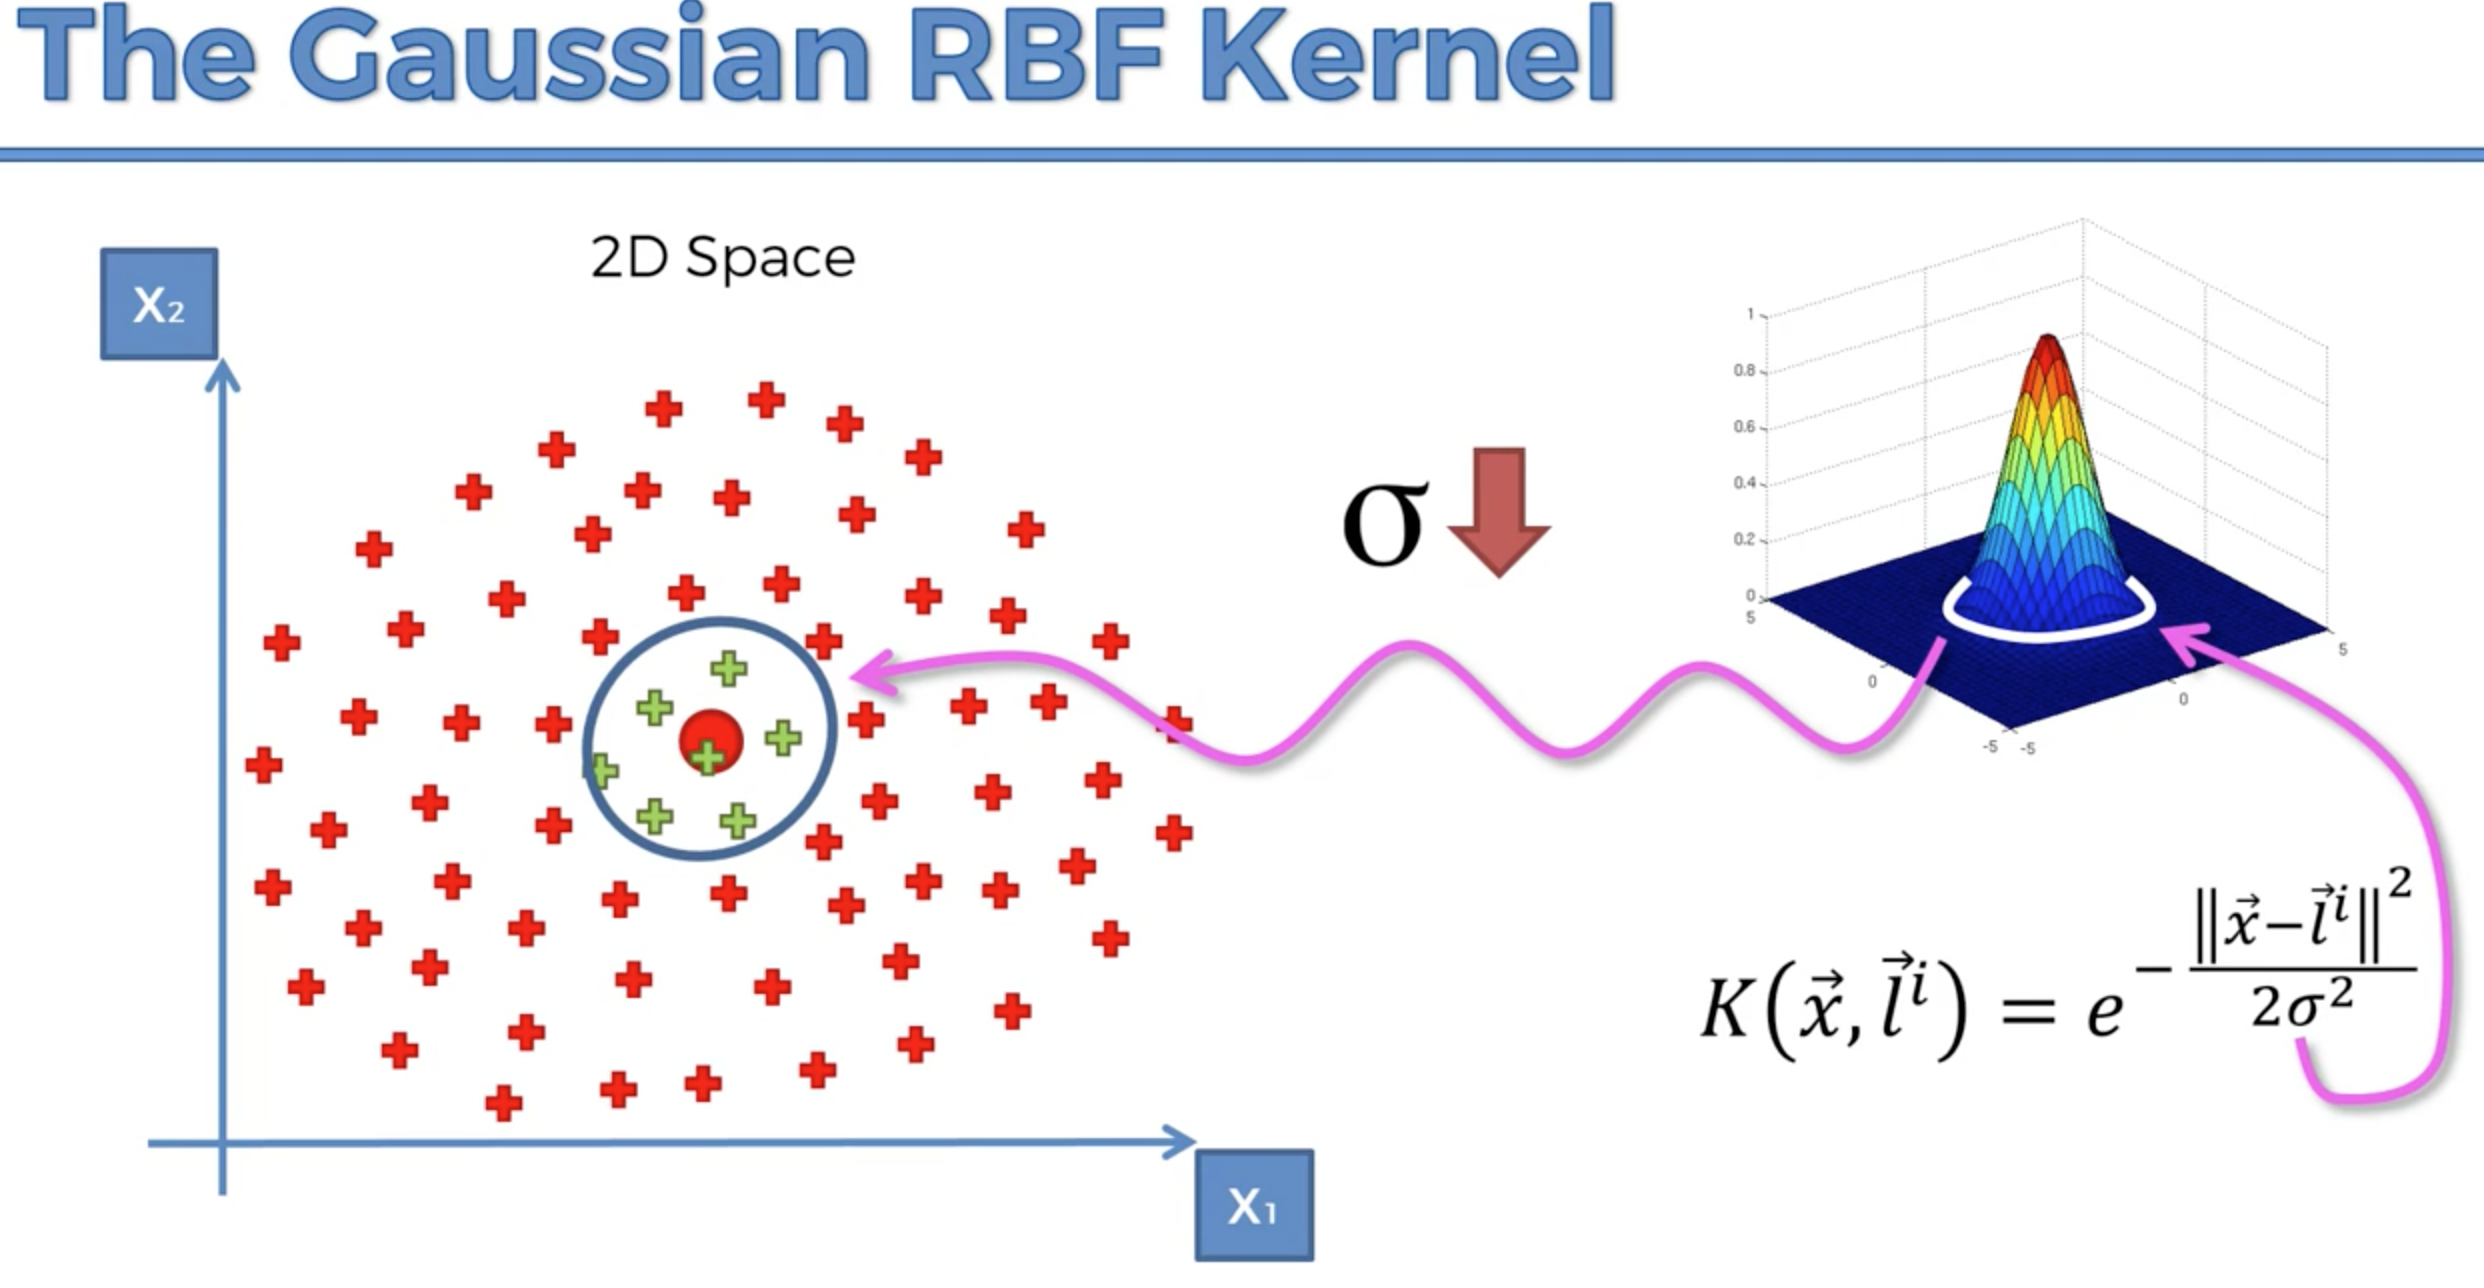 The Gaussian RBF Kernel
2D Space
X₂
σ
1
0.8
0.6
0.4
0.2
0
5
0
-5
-5
0
5
K(x⃗, l⃗ⁱ) = e^(−‖x⃗−l⃗ⁱ‖² / 2σ²)
X₁